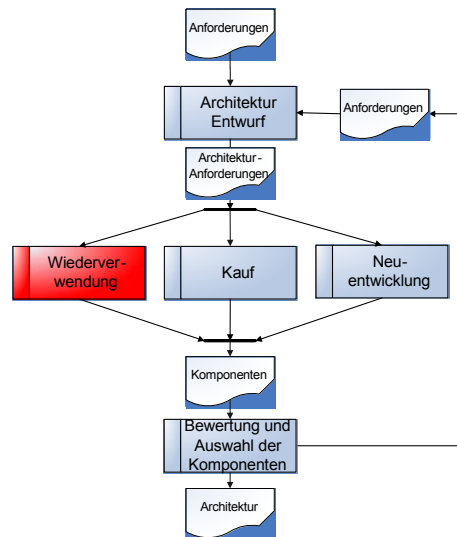 Anforderungen
Architektur
Entwurf
Anforderungen
Architektur-
Anforderungen
Wiederver-
wendung
Kauf
Neu-
entwicklung
Komponenten
Bewertung und
Auswahl der
Komponenten
Architektur